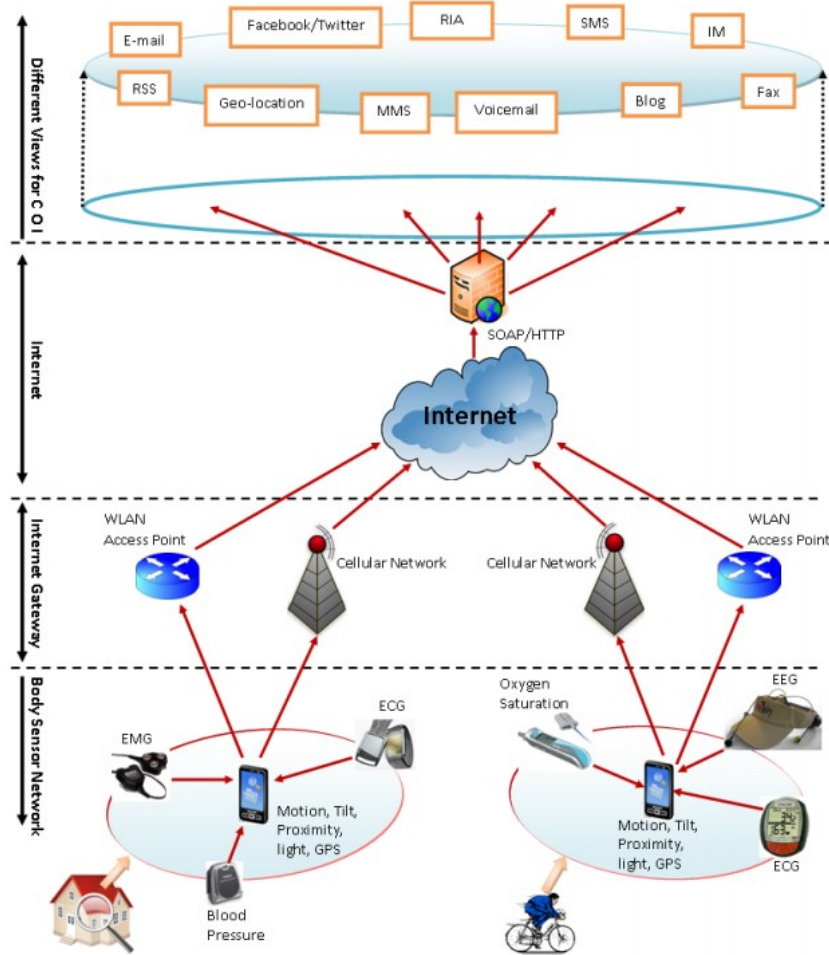 Different Views for C O I
E-mail
Facebook/Twitter
RIA
SMS
IM
RSS
Geo-location
MMS
Voicemail
Blog
Fax
Internet
SOAP/HTTP
Internet
Internet Gateway
WLAN
Access Point
Cellular Network
Cellular Network
WLAN
Access Point
Body Sensor Network
EMG
ECG
Motion, Tilt,
Proximity,
light, GPS
Blood
Pressure
Oxygen
Saturation
EEG
Motion, Tilt,
Proximity,
light, GPS
ECG